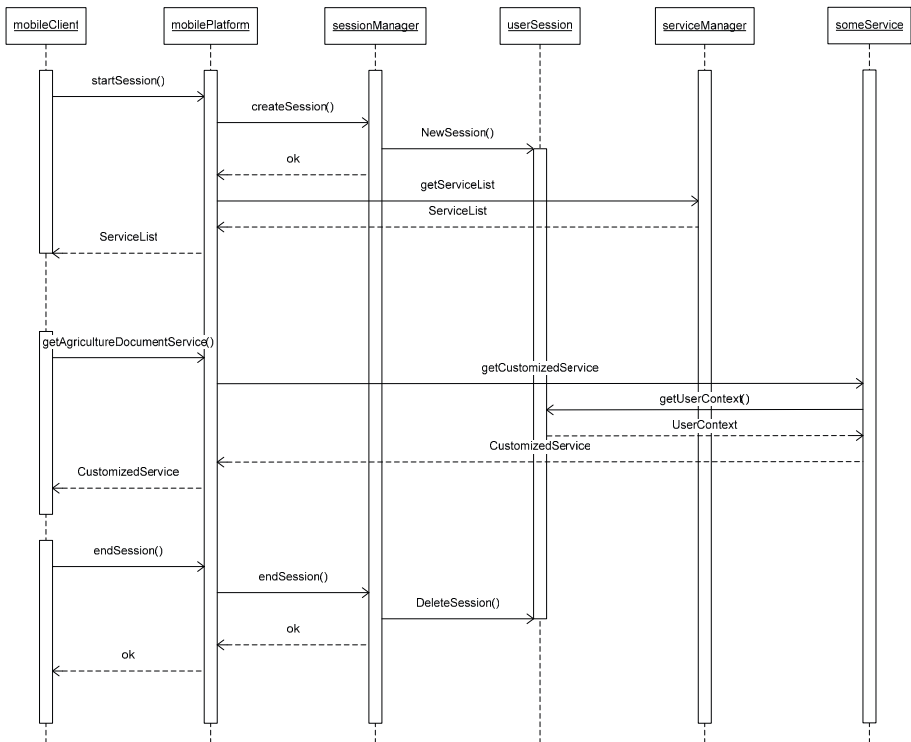 mobileClient
mobilePlatform
sessionManager
userSession
serviceManager
someService
startSession()
createSession()
NewSession()
ok
getServiceList
ServiceList
ServiceList
getAgricultureDocumentService()
getCustomizedService
getUserContext()
UserContext
CustomizedService
CustomizedService
endSession()
endSession()
DeleteSession()
ok
ok